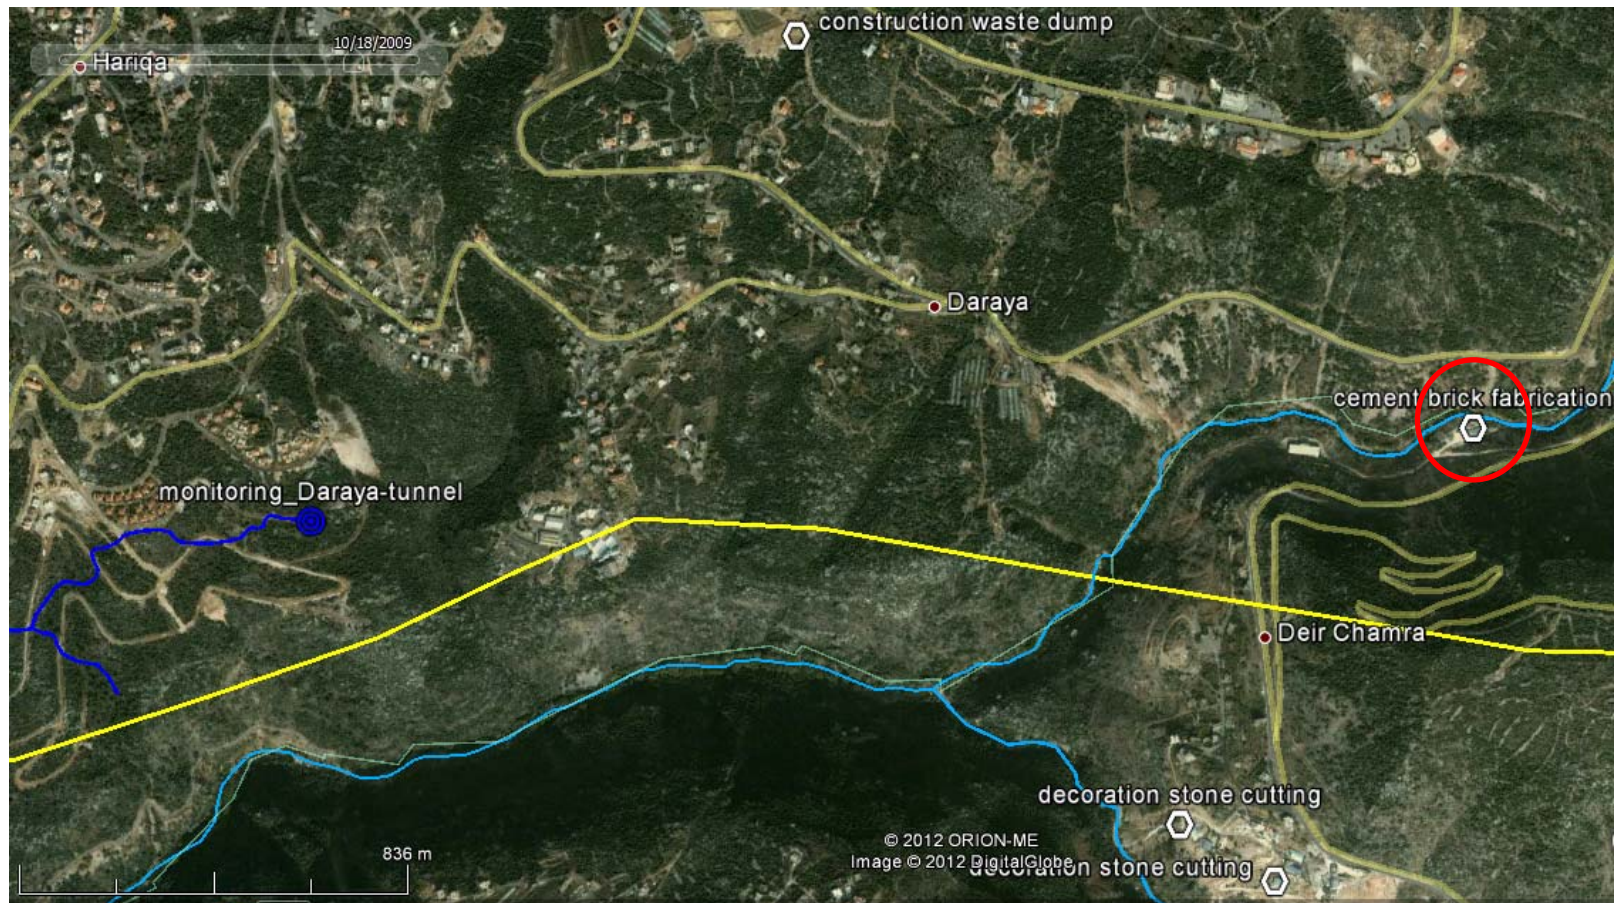 construction waste dump
10/18/2009
Hariqa
Daraya
cement brick fabrication
monitoring_Daraya-tunnel
Deir Chamra
decoration stone cutting
© 2012 ORION-ME
836 m
Image © 2012 DigitalGlobe
decoration stone cutting